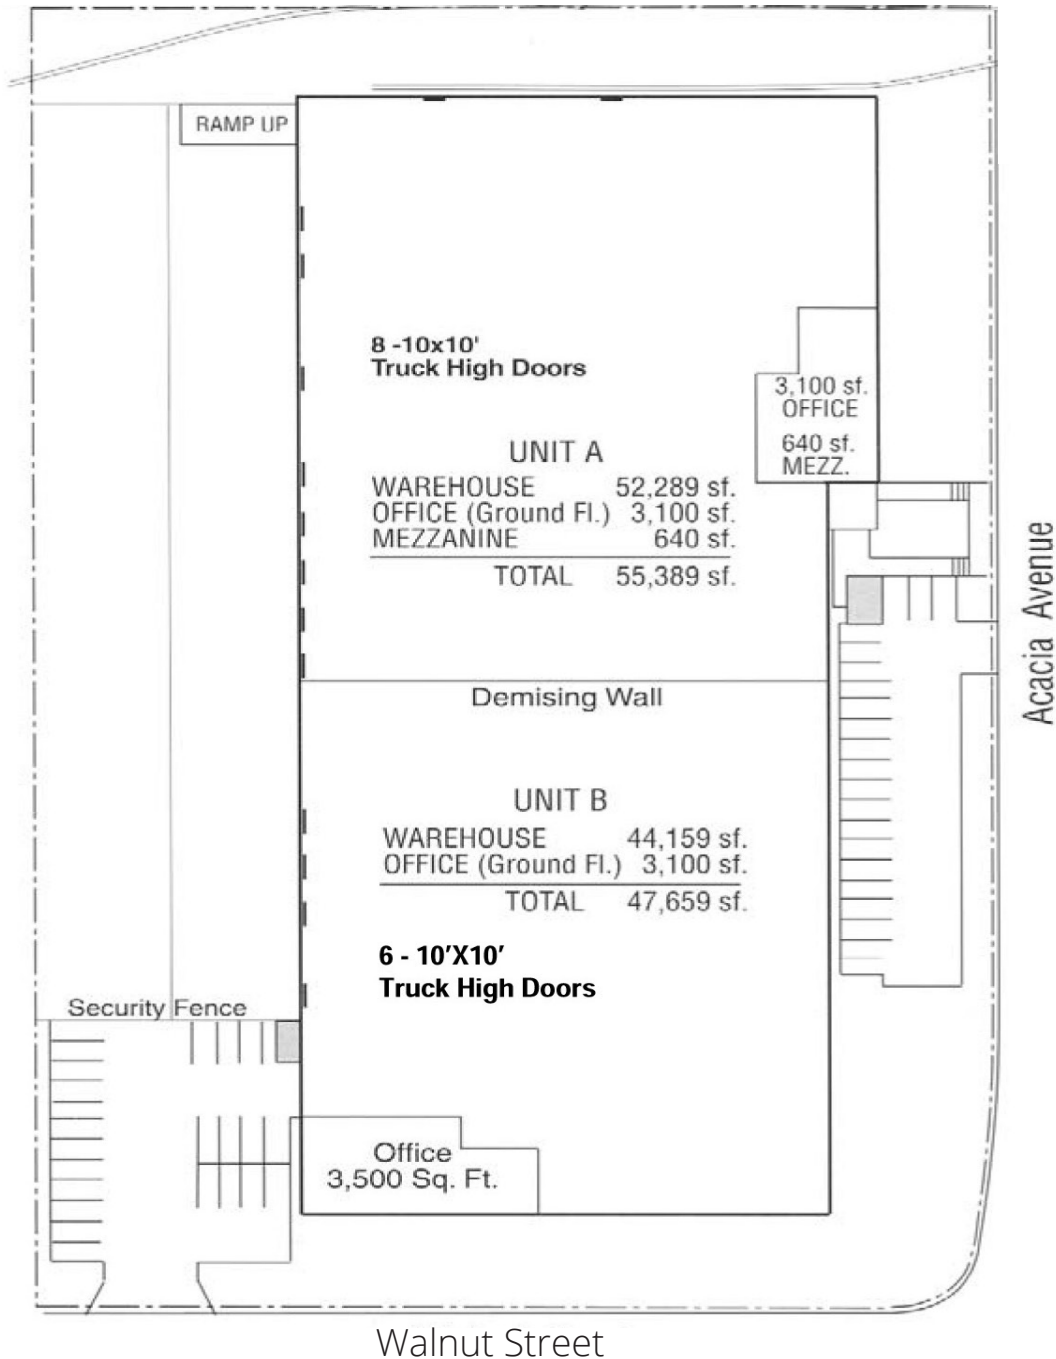 RAMP UP
8 -10x10'
Truck High Doors
3,100 sf.
OFFICE
640 sf.
MEZZ.
UNIT A
WAREHOUSE 52,289 sf.
OFFICE (Ground Fl.) 3,100 sf.
MEZZANINE 640 sf.
TOTAL 55,389 sf.
Acacia Avenue
Demising Wall
UNIT B
WAREHOUSE 44,159 sf.
OFFICE (Ground Fl.) 3,100 sf.
TOTAL 47,659 sf.
6 - 10’X10’
Truck High Doors
Security Fence
Office
3,500 Sq. Ft.
Walnut Street